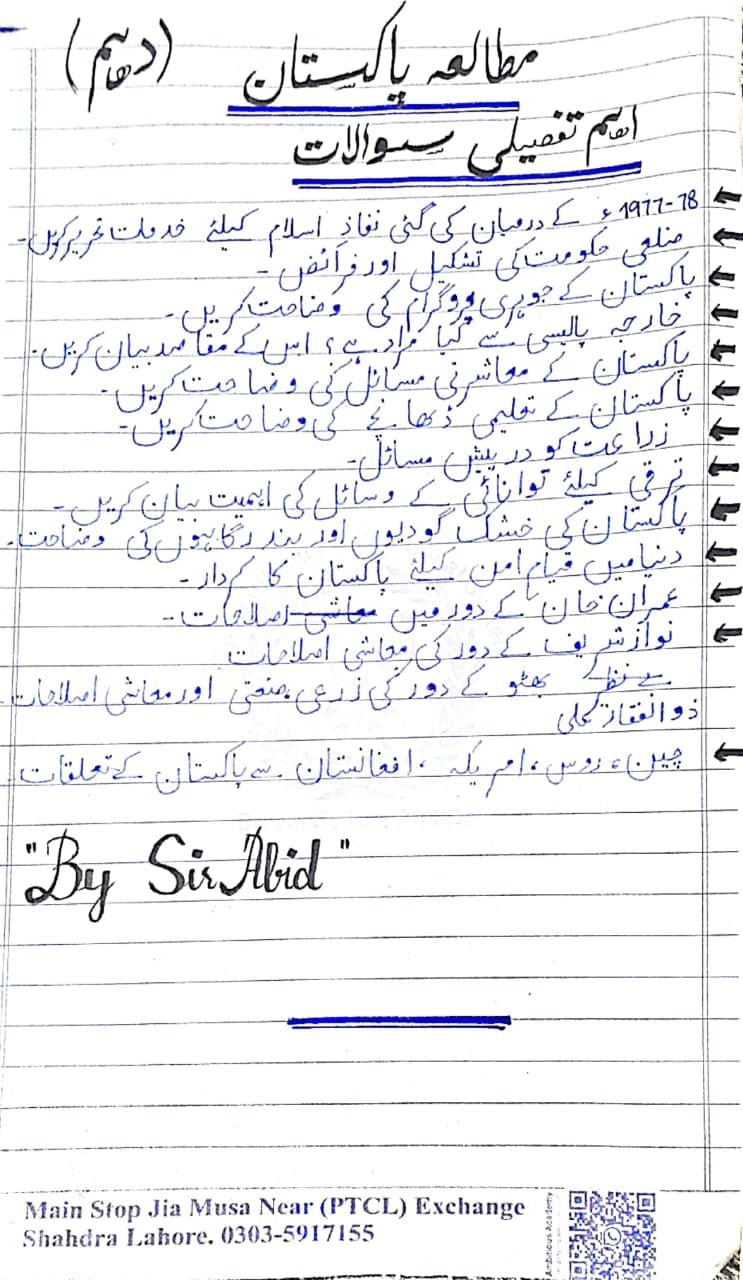 مطالعہ پاکستان (دہم)
اہم تفصیلی سوالات
1977-78ء کے درمیان کی گئی نفاذ اسلام کیلئے خدمات تحریر کریں۔
ضلعی حکومت کی تشکیل اور فرائض۔
پاکستان کے جوہری پروگرام کی وضاحت کریں۔
خارجہ پالیسی سے کیا مراد ہے؟ اس کے مقاصد بیان کریں۔
پاکستان کے معاشرتی مسائل کی وضاحت کریں۔
پاکستان کے تعلیمی ڈھانچے کی وضاحت کریں۔
زراعت کو درپیش مسائل۔
ترقی کیلئے توانائی کے وسائل کی اہمیت بیان کریں۔
پاکستان کی خشک گودیوں اور بندرگاہوں کی وضاحت۔
دنیا میں قیام امن کیلئے پاکستان کا کردار۔
عمران خان کے دور میں معاشی اصلاحات۔
نواز شریف کے دور کی معاشی اصلاحات
بے نظیر بھٹو کے دور کی زرعی، صنعتی اور معاشی اصلاحات
ذوالفقار علی
چین، روس، امریکہ، افغانستان سے پاکستان کے تعلقات۔
"By Sir Abid"
Main Stop Jia Musa Near (PTCL) Exchange
Shahdra Lahore. 0303-5917155
Ambitious Academy